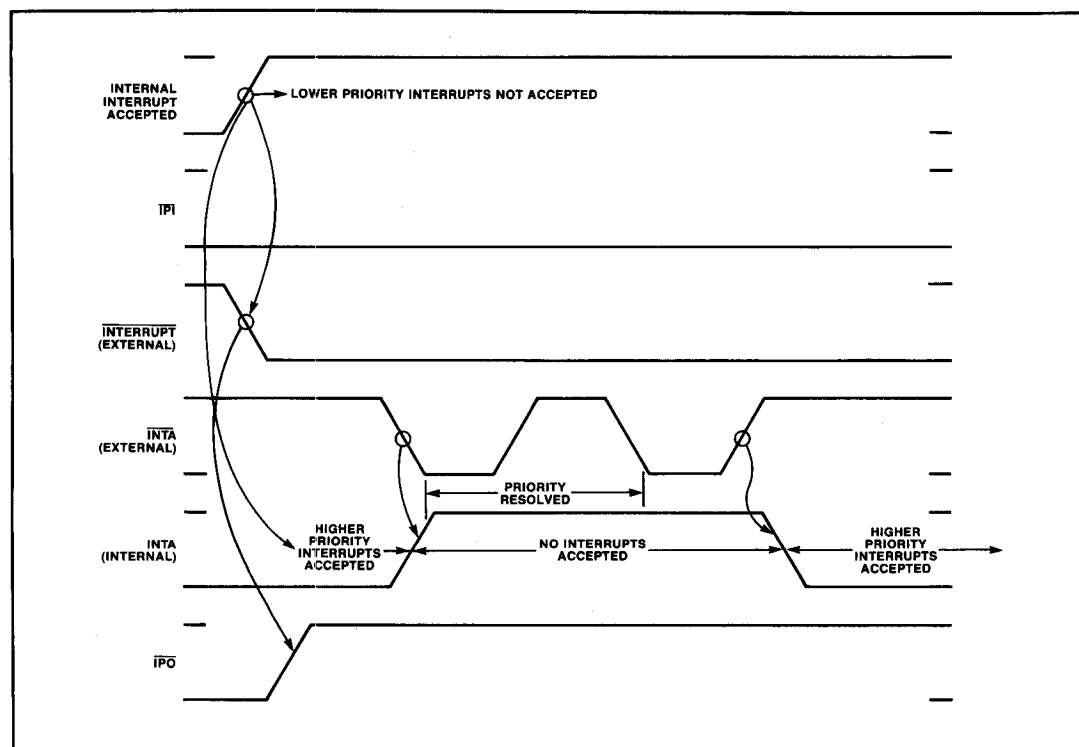 INTERNAL
INTERRUPT
ACCEPTED
LOWER PRIORITY INTERRUPTS NOT ACCEPTED
IPI
INTERRUPT
(EXTERNAL)
INTA
(EXTERNAL)
PRIORITY
RESOLVED
INTA
(INTERNAL)
HIGHER
PRIORITY
INTERRUPTS
ACCEPTED
NO INTERRUPTS
ACCEPTED
HIGHER
PRIORITY
INTERRUPTS
ACCEPTED
IPO